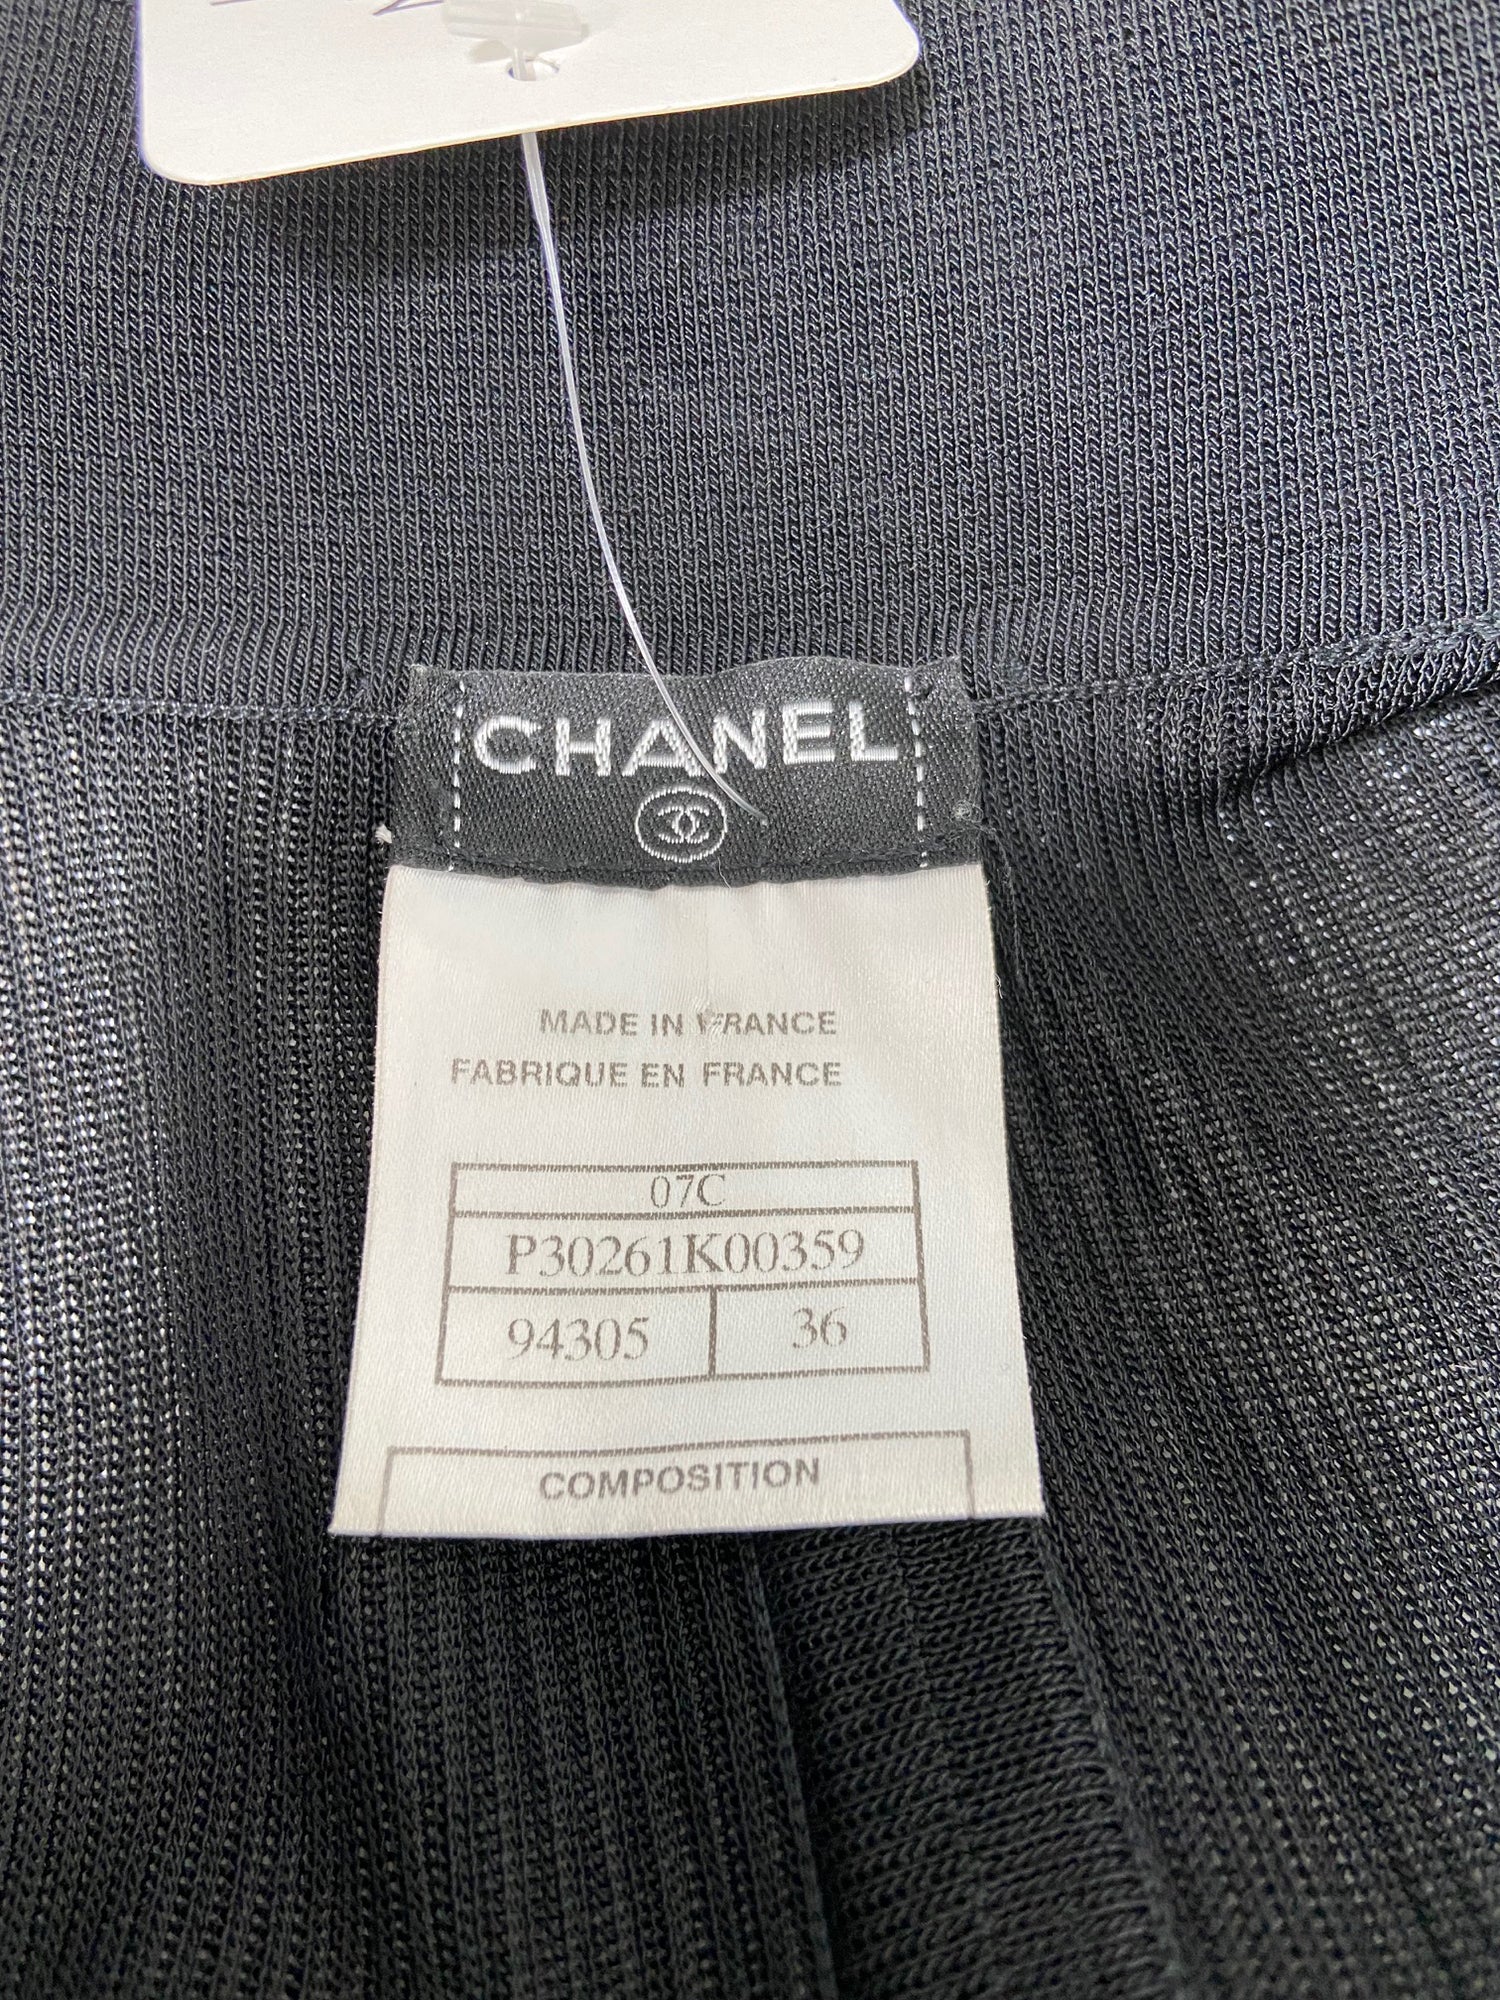 CHANEL
MADE IN FRANCE
FABRIQUE EN FRANCE
07C
P30261K00359
94305 36
COMPOSITION